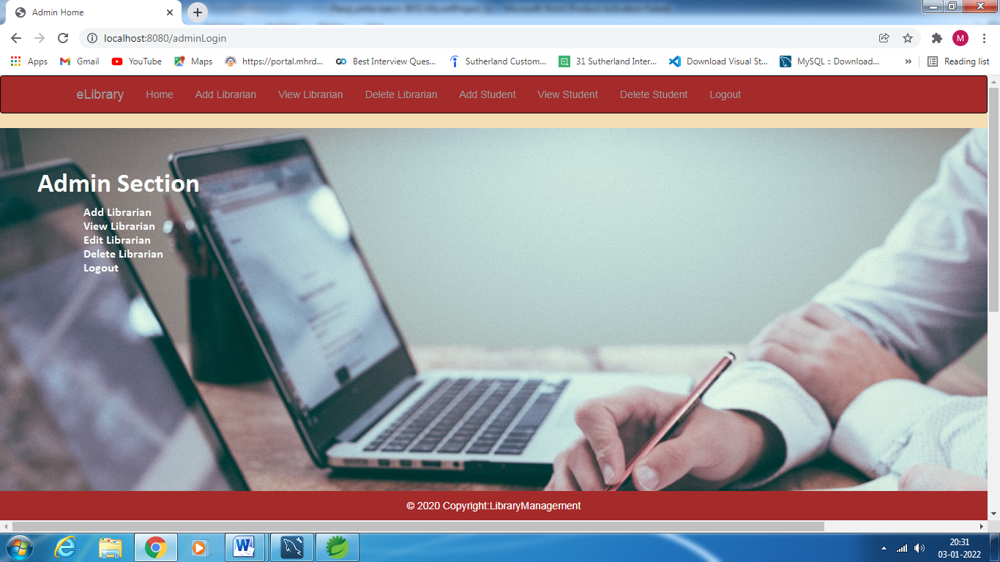 Admin Home
localhost:8080/adminLogin
M
Apps Gmail YouTube Maps https://portal.mhrd... Best Interview Ques... Sutherland Custom... 31 Sutherland Inter... Download Visual St... MySQL :: Download... » Reading list
eLibrary Home Add Librarian View Librarian Delete Librarian Add Student View Student Delete Student Logout
Admin Section
Add Librarian
View Librarian
Edit Librarian
Delete Librarian
Logout
© 2020 Copyright:LibraryManagement
20:31
03-01-2022